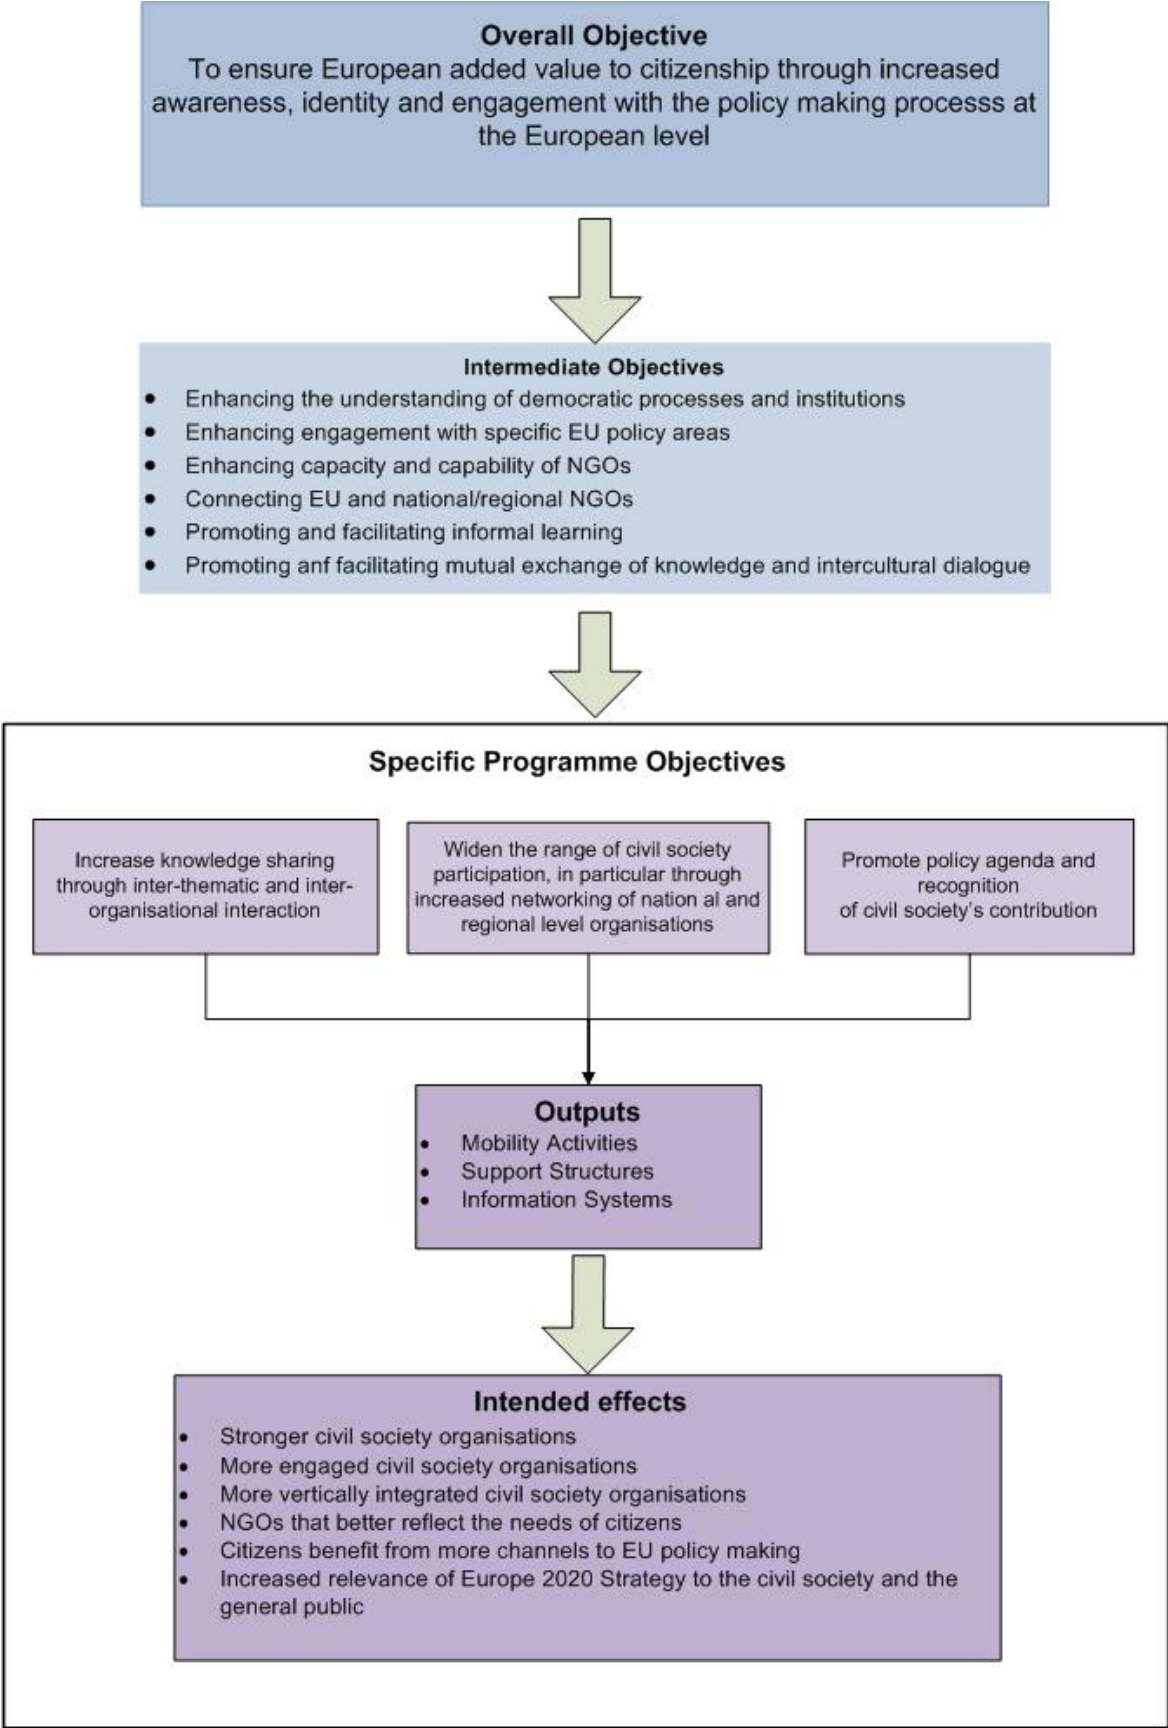 Overall Objective
To ensure European added value to citizenship through increased
awareness, identity and engagement with the policy making processs at
the European level
Intermediate Objectives
• Enhancing the understanding of democratic processes and institutions
• Enhancing engagement with specific EU policy areas
• Enhancing capacity and capability of NGOs
• Connecting EU and national/regional NGOs
• Promoting and facilitating informal learning
• Promoting anf facilitating mutual exchange of knowledge and intercultural dialogue
Specific Programme Objectives
Increase knowledge sharing
through inter-thematic and inter-
organisational interaction
Widen the range of civil society
participation, in particular through
increased networking of nation al and
regional level organisations
Promote policy agenda and
recognition
of civil society’s contribution
Outputs
• Mobility Activities
• Support Structures
• Information Systems
Intended effects
• Stronger civil society organisations
• More engaged civil society organisations
• More vertically integrated civil society organisations
• NGOs that better reflect the needs of citizens
• Citizens benefit from more channels to EU policy making
• Increased relevance of Europe 2020 Strategy to the civil society and the
general public